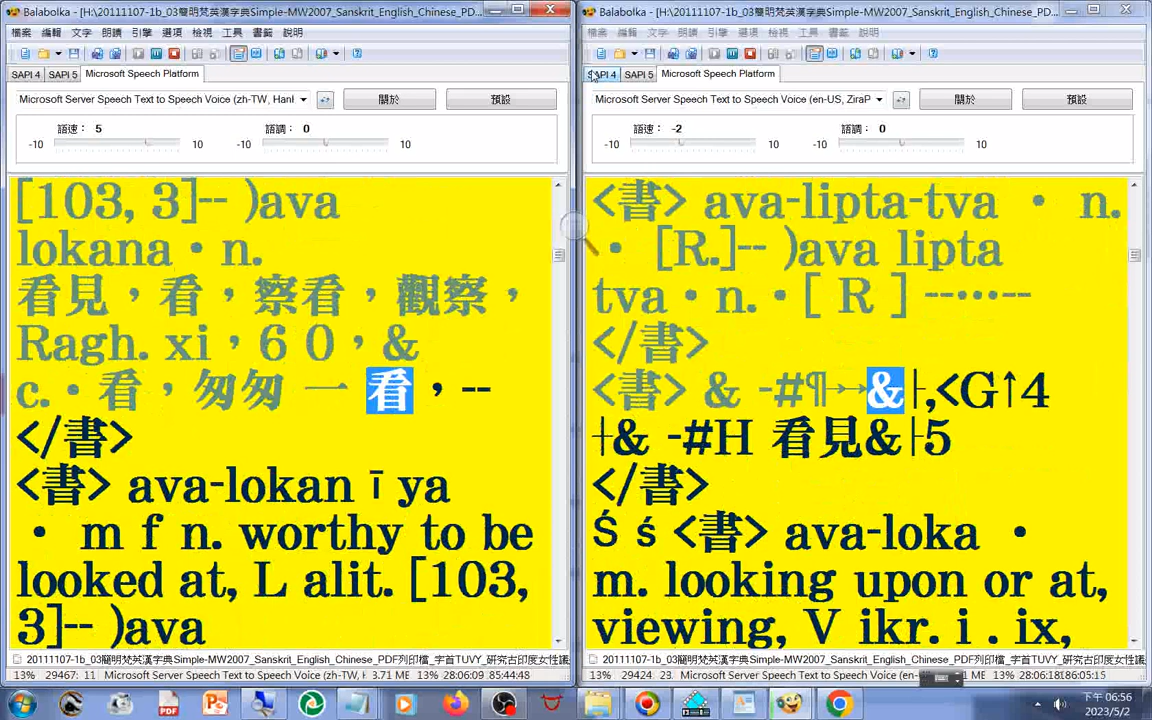 Balabolka - [H:\20111107-1b_03簡明梵英漢字典Simple-MW2007_Sanskrit_English_Chinese_PD...
檔案 編輯 文字 朗讀 引擎 選項 檢視 工具 書籤 說明
SAPI 4 SAPI 5 Microsoft Speech Platform
Microsoft Server Speech Text to Speech Voice (zh-TW, Hanl
關於
預設
語速： 5
語調： 0
-10 10 -10 10
[103, 3]-- )ava
lokana・n.
看見，看，察看，觀察，
Ragh. xi，6 0，&
c.・看，匆匆 一 看，--
</書>
<書> ava-lokan ī ya
・ m f n. worthy to be
looked at, L alit. [103,
3]-- )ava
20111107-1b_03簡明梵英漢字典Simple-MW2007_Sanskrit_English_Chinese_PDF列印檔_字首TUVY_研究古印度女性議
13% 29467: 11 Microsoft Server Speech Text to Speech Voice (zh-TW, H 3.71 ME 13% 28:06:09 85:44:48
Balabolka - [H:\20111107-1b_03簡明梵英漢字典Simple-MW2007_Sanskrit_English_Chinese_PD...
檔案 編輯 文字 朗讀 引擎 選項 檢視 工具 書籤 說明
SAPI 4 SAPI 5 Microsoft Speech Platform
Microsoft Server Speech Text to Speech Voice (en-US, ZiraP
關於
預設
語速： -2
語調： 0
-10 10 -10 10
<書> ava-lipta-tva ・ n.
・ [R.]-- )ava lipta
tva・n.・[ R ] --・・・--
</書>
<書> & -#¶→→&├,<G↑4
┼& -#H 看見&├5
</書>
Ś ś <書> ava-loka ・
m. looking upon or at,
viewing, V ikr. i . ix,
20111107-1b_03簡明梵英漢字典Simple-MW2007_Sanskrit_English_Chinese_PDF列印檔_字首TUVY_研究古印度女性議
13% 29424: 23 Microsoft Server Speech Text to Speech Voice (en-U ME 13% 28:06:18 86:05:15
下午 06:56
2023/5/2